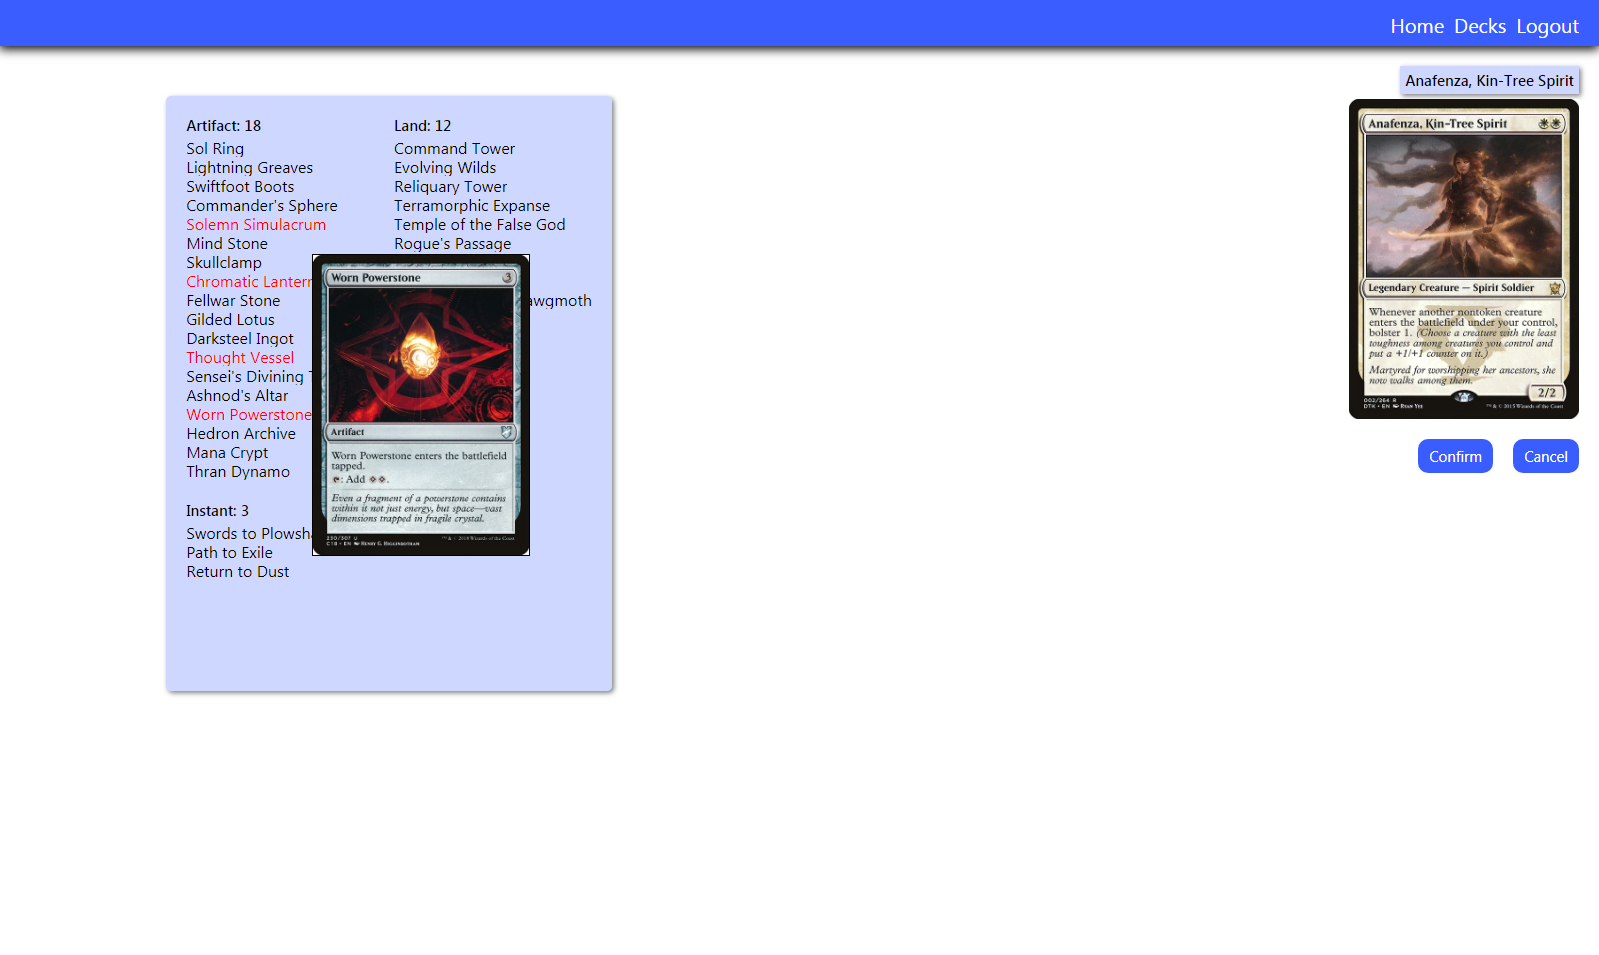 Home Decks Logout
Anafenza, Kin-Tree Spirit
Artifact: 18
Sol Ring
Lightning Greaves
Swiftfoot Boots
Commander's Sphere
Solemn Simulacrum
Mind Stone
Skullclamp
Chromatic Lantern
Fellwar Stone
Gilded Lotus
Darksteel Ingot
Thought Vessel
Sensei's Divining
Ashnod's Altar
Worn Powerstone
Hedron Archive
Mana Crypt
Thran Dynamo
Instant: 3
Swords to Plowsh
Path to Exile
Return to Dust
Land: 12
Command Tower
Evolving Wilds
Reliquary Tower
Terramorphic Expanse
Temple of the False God
Rogue's Passage
awgmoth
Worn Powerstone 3
Artifact
Worn Powerstone enters the battlefield
tapped.
: Add
Even a fragment of a powerstone contains
within it not just energy, but space—vast
dimensions trapped in fragile crystal.
230/307 U
C18 • EN Henry G. Higginbotham
™ & © 2018 Wizards of the Coast
Anafenza, Kin-Tree Spirit
Legendary Creature — Spirit Soldier
Whenever another nontoken creature
enters the battlefield under your control,
bolster 1. (Choose a creature with the least
toughness among creatures you control and
put a +1/+1 counter on it.)
Martyred for worshipping her ancestors, she
now walks among them.
2/2
002/264 R
DTK • EN Ryan Yee
™ & © 2015 Wizards of the Coast
Confirm Cancel